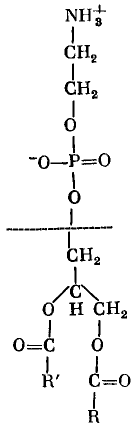 NH₃⁺
CH₂
CH₂
O
⁻O—P=O
O
CH₂
C
O H CH₂
O=C O
R' C=O
R